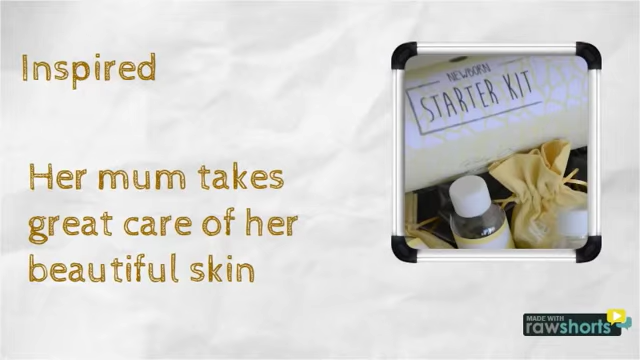 Inspired
Her mum takes
great care of her
beautiful skin
NEWBORN
STARTER KIT
MADE WITH
rawshorts